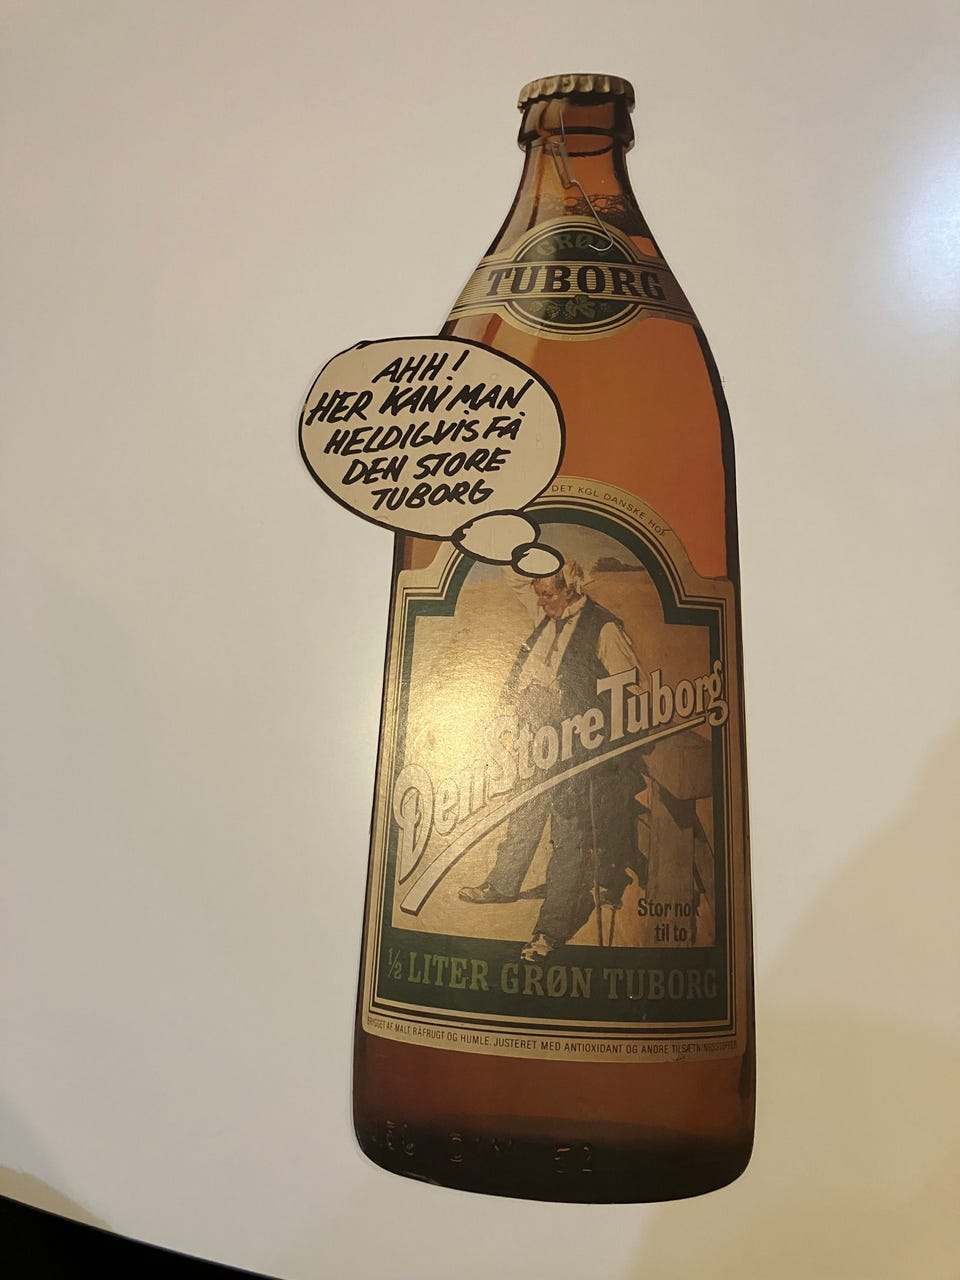 GRØN
TUBORG
AHH!
HER KAN MAN
HELDIGVIS FÅ
DEN STORE
TUBORG
DET KGL. DANSKE HOF
Den Store Tuborg
Stor nok
til to
½ LITER GRØN TUBORG
BRYGGET AF MALT, RÅFRUGT OG HUMLE. JUSTERET MED ANTIOXIDANT OG ANDRE TILSÆTNINGSSTOFFER